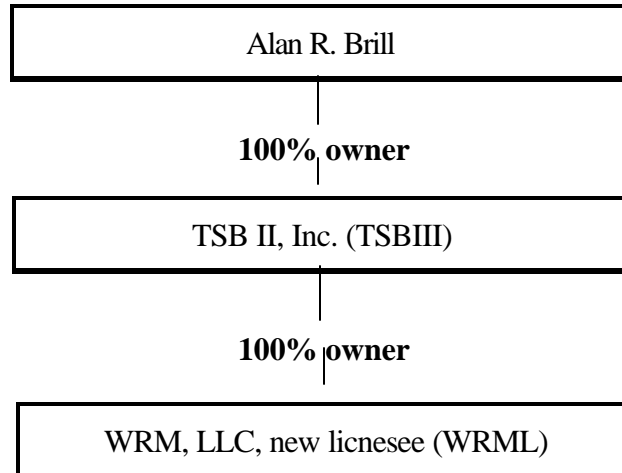 Alan R. Brill
100% owner
TSB II, Inc. (TSBIII)
100% owner
WRM, LLC, new licnesee (WRML)